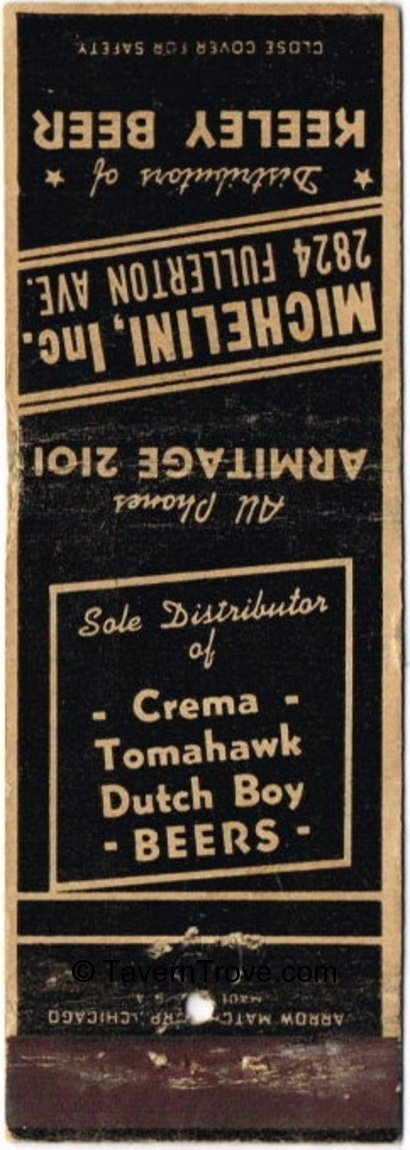 CLOSE COVER FOR SAFETY
★ Distributors of ★
KEELEY BEER
MICHELINI, Inc.
2824 FULLERTON AVE.
All Phones
ARMITAGE 2101
Sole Distributor
of
- Crema -
Tomahawk
Dutch Boy
- BEERS -
© TavernTrove.com
ARROW MATCH CORP. CHICAGO